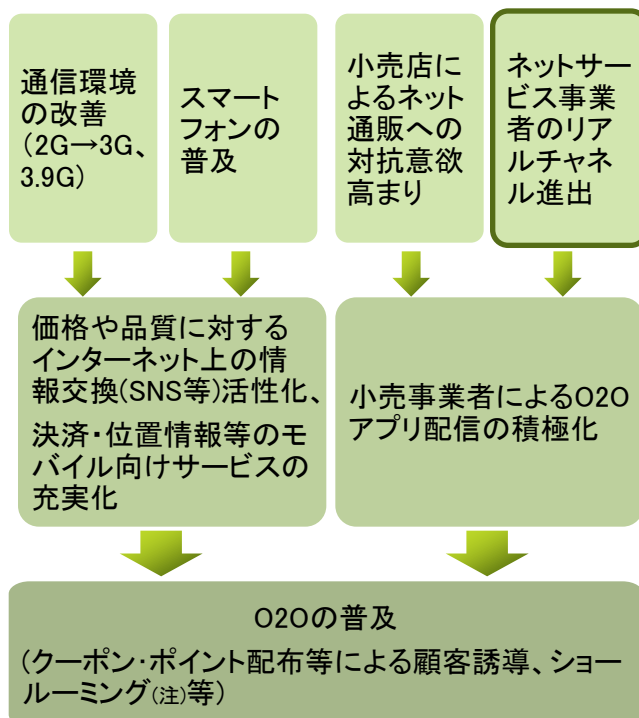 通信環境
の改善
(2G→3G、
3.9G)
スマート
フォンの
普及
小売店に
よるネット
通販への
対抗意欲
高まり
ネットサー
ビス事業
者のリア
ルチャネ
ル進出
価格や品質に対する
インターネット上の情
報交換(SNS等)活性化、
決済・位置情報等のモ
バイル向けサービスの
充実化
小売事業者によるO2O
アプリ配信の積極化
O2Oの普及
(クーポン・ポイント配布等による顧客誘導、ショー
ルーミング(注)等)